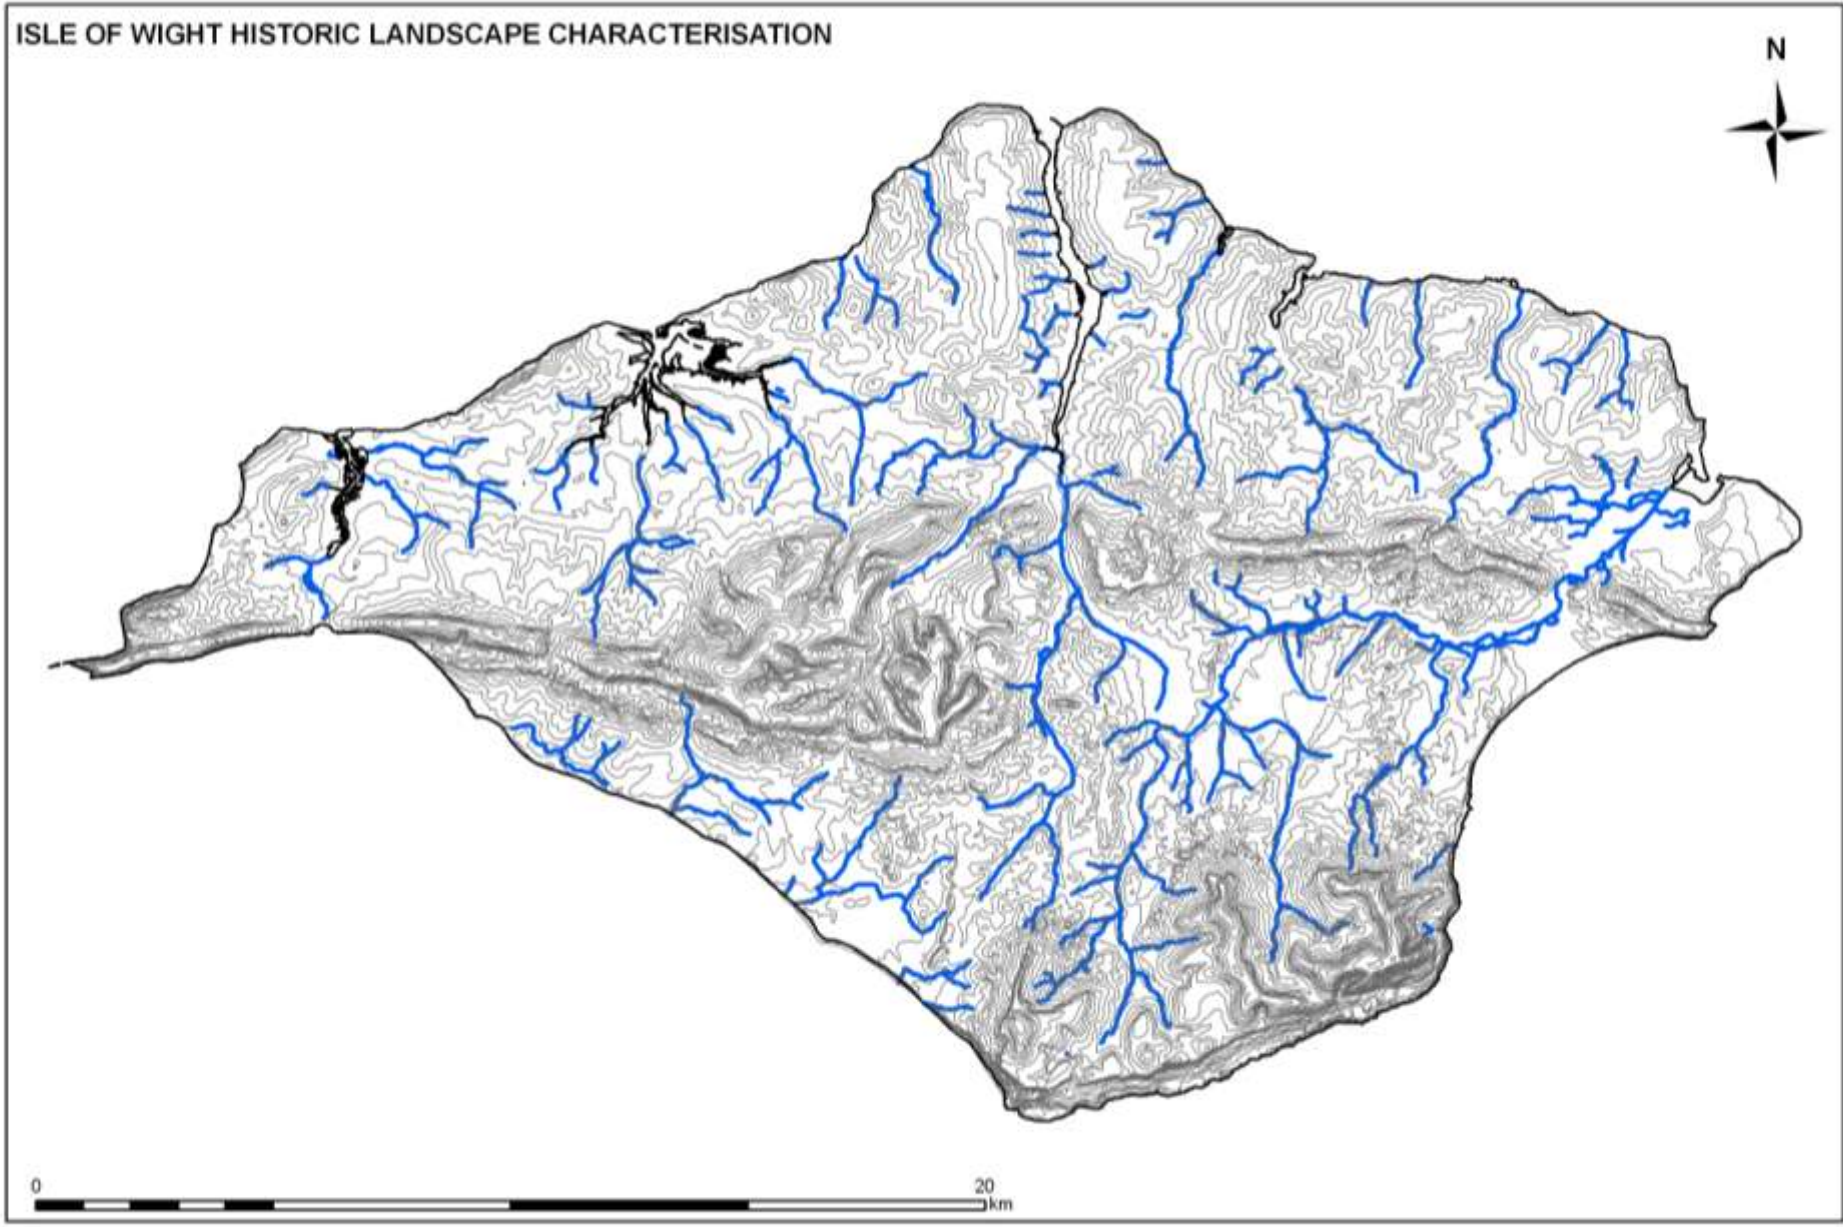 ISLE OF WIGHT HISTORIC LANDSCAPE CHARACTERISATION
N
0
20
km